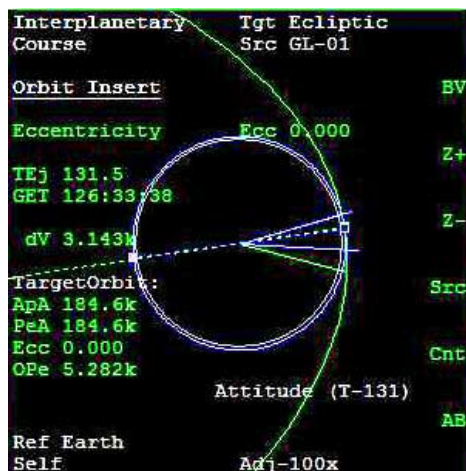 Interplanetary Tgt Ecliptic
Course Src GL-01
Orbit Insert BV
Eccentricity Ecc 0.000
Z+
TEj 131.5
GET 126:33:38
Z-
dV 3.143k
TargetOrbit:
Src
ApA 184.6k
PeA 184.6k
Ecc 0.000 Cnt
OPe 5.282k
Attitude (T-131)
AB
Ref Earth
Self Adj-100x